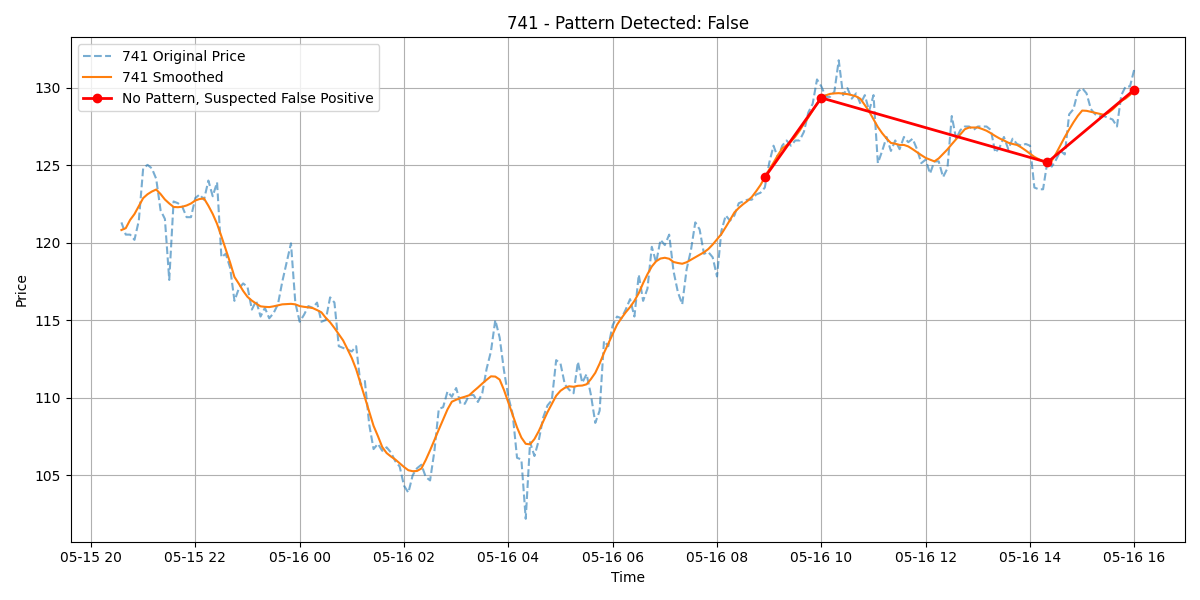 741 - Pattern Detected: False
741 Original Price
741 Smoothed
No Pattern, Suspected False Positive
Price
130
125
120
115
110
105
05-15 20 05-15 22 05-16 00 05-16 02 05-16 04 05-16 06 05-16 08 05-16 10 05-16 12 05-16 14 05-16 16
Time